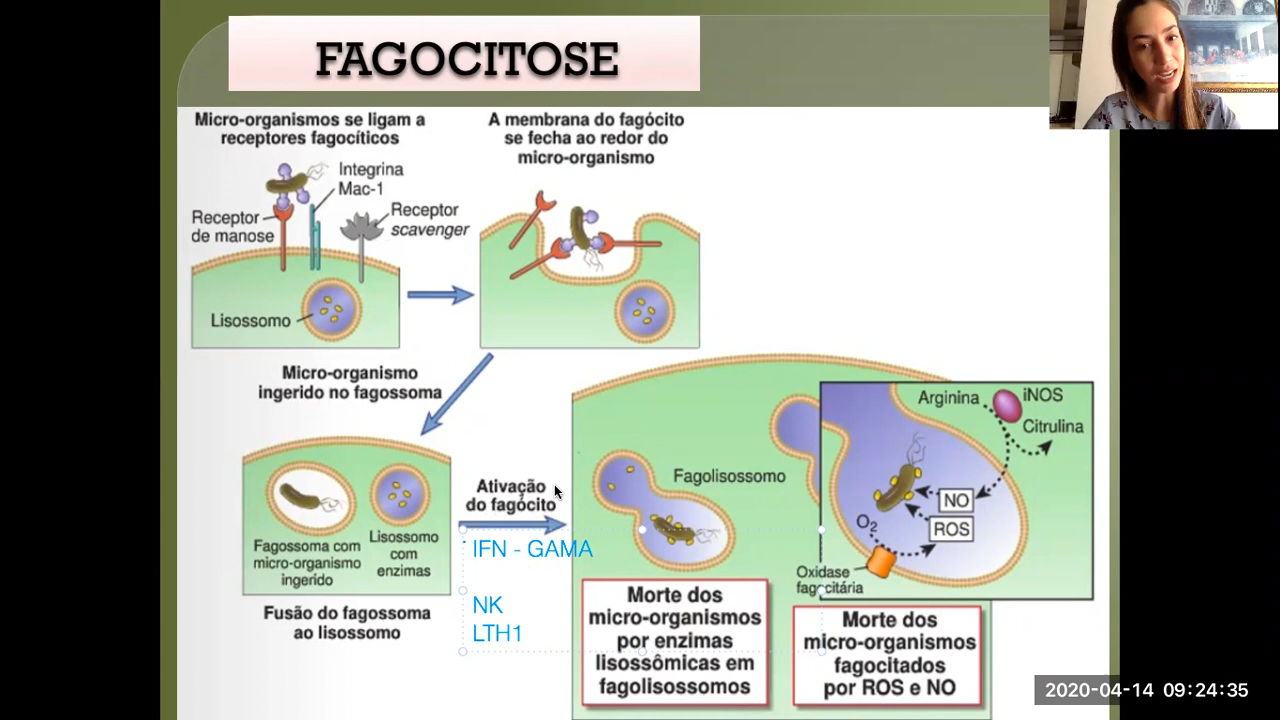 FAGOCITOSE
Micro-organismos se ligam a
receptores fagocíticos
Integrina
Mac-1
Receptor
de manose
Receptor
scavenger
Lisossomo
A membrana do fagócito
se fecha ao redor do
micro-organismo
Micro-organismo
ingerido no fagossoma
Fagossoma com
micro-organismo
ingerido
Lisossomo
com
enzimas
Fusão do fagossoma
ao lisossomo
Ativação
do fagócito
IFN - GAMA
NK
LTH1
Fagolisossomo
Morte dos
micro-organismos
por enzimas
lisossômicas em
fagolisossomos
Arginina
iNOS
Citrulina
NO
ROS
O2
Oxidase
fagocitária
Morte dos
micro-organismos
fagocitados
por ROS e NO
2020-04-14 09:24:35